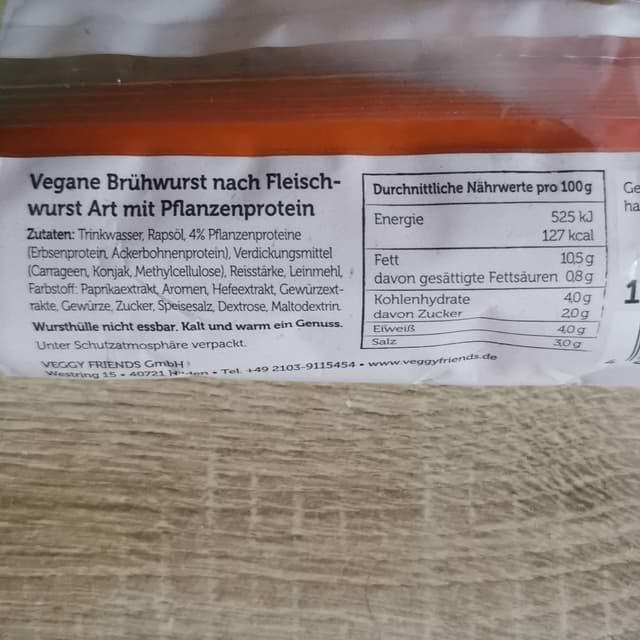 Vegane Brühwurst nach Fleisch-
wurst Art mit Pflanzenprotein
Zutaten: Trinkwasser, Rapsöl, 4% Pflanzenproteine
(Erbsenprotein, Ackerbohnenprotein), Verdickungsmittel
(Carrageen, Konjak, Methylcellulose), Reisstärke, Leinmehl,
Farbstoff: Paprikaextrakt, Aromen, Hefeextrakt, Gewürzext-
rakte, Gewürze, Zucker, Speisesalz, Dextrose, Maltodextrin.
Wursthülle nicht essbar. Kalt und warm ein Genuss.
Unter Schutzatmosphäre verpackt.
VEGGY FRIENDS GmbH
Westring 15 • 40721 • Tel. +49 2103-9115454 • www.veggyfriends.de
Durchnittliche Nährwerte pro 100g
Energie 525 kJ
127 kcal
Fett 10,5 g
davon gesättigte Fettsäuren 0,8 g
Kohlenhydrate 4,0 g
davon Zucker 2,0 g
Eiweiß 4,0 g
Salz 3,0 g
Ge
ha
1